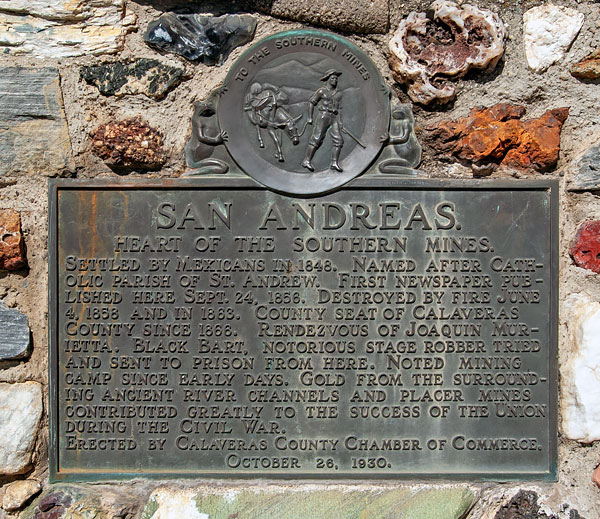 TO THE SOUTHERN MINES
SAN ANDREAS.
HEART OF THE SOUTHERN MINES.
SETTLED BY MEXICANS IN 1848. NAMED AFTER CATH-
OLIC PARISH OF ST. ANDREW. FIRST NEWSPAPER PUB-
LISHED HERE SEPT. 24, 1856. DESTROYED BY FIRE JUNE
4, 1858 AND IN 1863. COUNTY SEAT OF CALAVERAS
COUNTY SINCE 1866. RENDEZVOUS OF JOAQUIN MUR-
IETTA. BLACK BART, NOTORIOUS STAGE ROBBER TRIED
AND SENT TO PRISON FROM HERE. NOTED MINING
CAMP SINCE EARLY DAYS. GOLD FROM THE SURROUND-
ING ANCIENT RIVER CHANNELS AND PLACER MINES
CONTRIBUTED GREATLY TO THE SUCCESS OF THE UNION
DURING THE CIVIL WAR.
ERECTED BY CALAVERAS COUNTY CHAMBER OF COMMERCE.
OCTOBER 26, 1930.